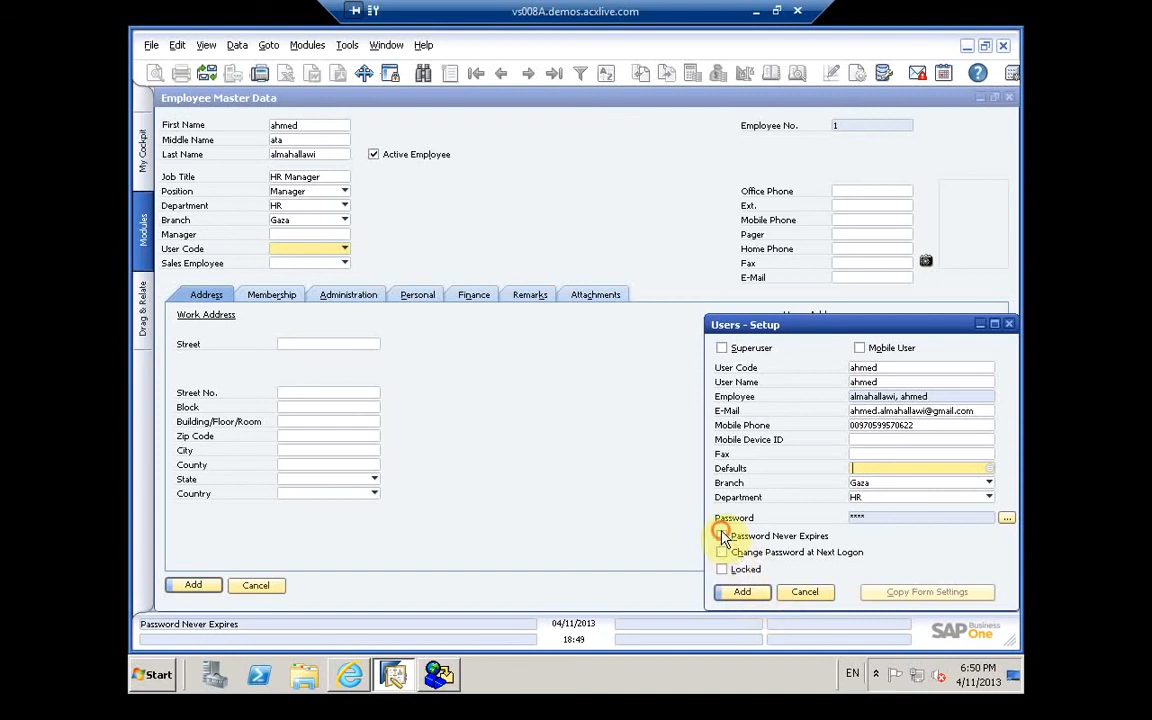 vs008A.demos.acxlive.com
File Edit View Data Goto Modules Tools Window Help
My Cockpit
Modules
Drag & Relate
Employee Master Data
First Name ahmed
Employee No. 1
Middle Name ata
Last Name almahallawi
Active Employee
Job Title HR Manager
Position Manager
Office Phone
Department HR
Ext.
Branch Gaza
Mobile Phone
Manager
Pager
User Code
Home Phone
Sales Employee
Fax
E-Mail
Address Membership Administration Personal Finance Remarks Attachments
Work Address
Street
Street No.
Block
Building/Floor/Room
Zip Code
City
County
State
Country
Add Cancel
Users - Setup
Superuser Mobile User
User Code ahmed
User Name ahmed
Employee almahallawi, ahmed
E-Mail ahmed.almahallawi@gmail.com
Mobile Phone 00970599570622
Mobile Device ID
Fax
Defaults
Branch Gaza
Department HR
Password **** ...
Password Never Expires
Change Password at Next Logon
Locked
Add Cancel Copy Form Settings
Password Never Expires
04/11/2013
18:49
SAP Business One
Start
EN
6:50 PM
4/11/2013